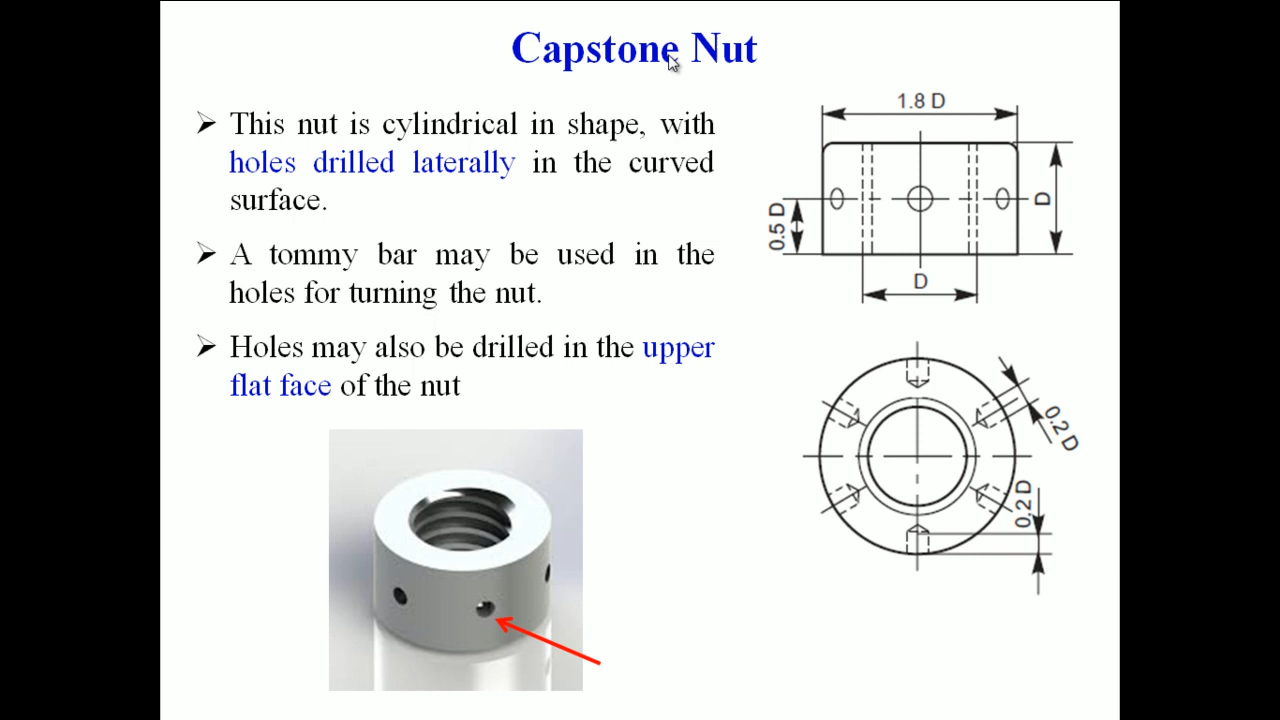 Capstone Nut
This nut is cylindrical in shape, with
holes drilled laterally in the curved
surface.
A tommy bar may be used in the
holes for turning the nut.
Holes may also be drilled in the upper
flat face of the nut
1.8 D
0.5 D
D
D
0.2 D
0.2 D